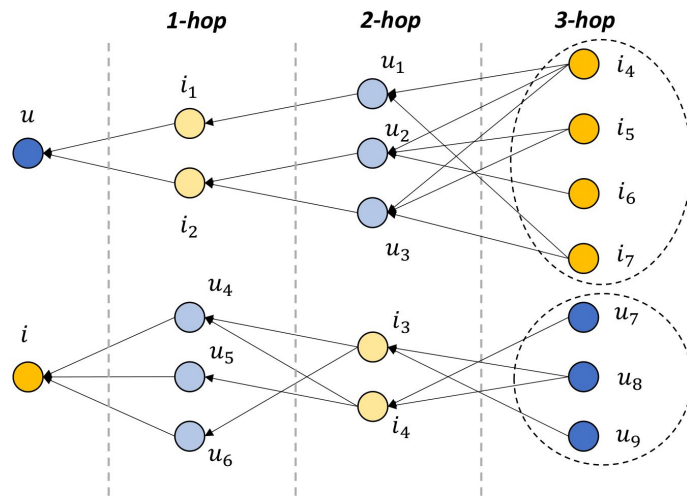 1-hop 2-hop 3-hop
u
i₁
i₂
u₁
u₂
u₃
i₄
i₅
i₆
i₇
i
u₄
u₅
u₆
i₃
i₄
u₇
u₈
u₉